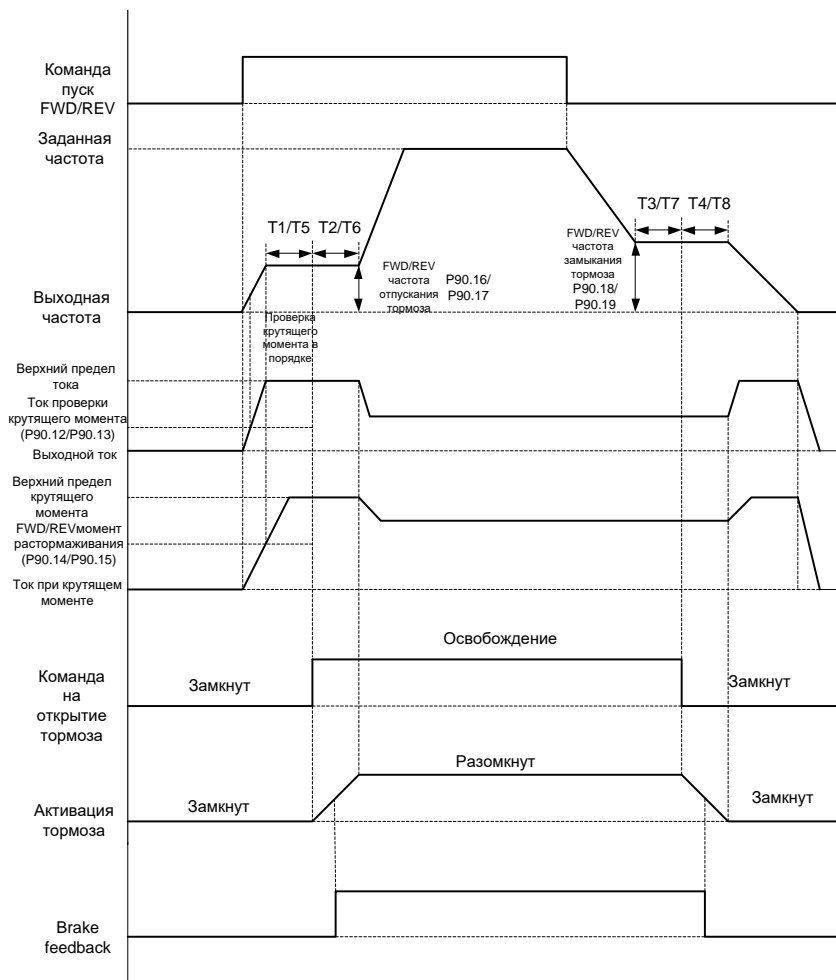 Команда
пуск
FWD/REV
Заданная
частота
T1/T5
T2/T6
T3/T7
T4/T8
FWD/REV
частота
отпускания
тормоза
P90.16/
P90.17
FWD/REV
частота
замыкания
тормоза
P90.18/
P90.19
Выходная
частота
Проверка
крутящего
момента в
порядке
Верхний предел
тока
Ток проверки
крутящего момента
(P90.12/P90.13)
Выходной ток
Верхний предел
крутящего
момента
FWD/REVмомент
растормаживания
(P90.14/P90.15)
Ток при крутящем
моменте
Освобождение
Команда
на
открытие
тормоза
Замкнут
Замкнут
Разомкнут
Активация
тормоза
Замкнут
Замкнут
Brake
feedback